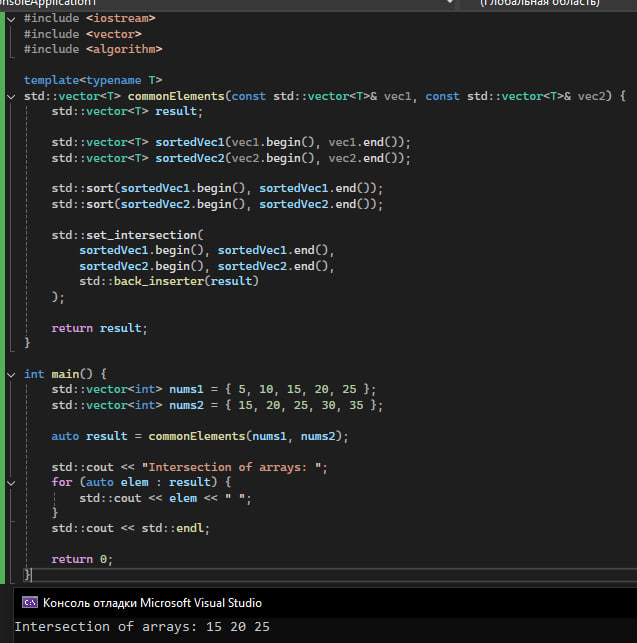 (Глобальная область)
#include <iostream>
#include <vector>
#include <algorithm>
template<typename T>
std::vector<T> commonElements(const std::vector<T>& vec1, const std::vector<T>& vec2) {
std::vector<T> result;
std::vector<T> sortedVec1(vec1.begin(), vec1.end());
std::vector<T> sortedVec2(vec2.begin(), vec2.end());
std::sort(sortedVec1.begin(), sortedVec1.end());
std::sort(sortedVec2.begin(), sortedVec2.end());
std::set_intersection(
sortedVec1.begin(), sortedVec1.end(),
sortedVec2.begin(), sortedVec2.end(),
std::back_inserter(result)
);
return result;
}
int main() {
std::vector<int> nums1 = { 5, 10, 15, 20, 25 };
std::vector<int> nums2 = { 15, 20, 25, 30, 35 };
auto result = commonElements(nums1, nums2);
std::cout << "Intersection of arrays: ";
for (auto elem : result) {
std::cout << elem << " ";
}
std::cout << std::endl;
return 0;
}
Консоль отладки Microsoft Visual Studio
Intersection of arrays: 15 20 25